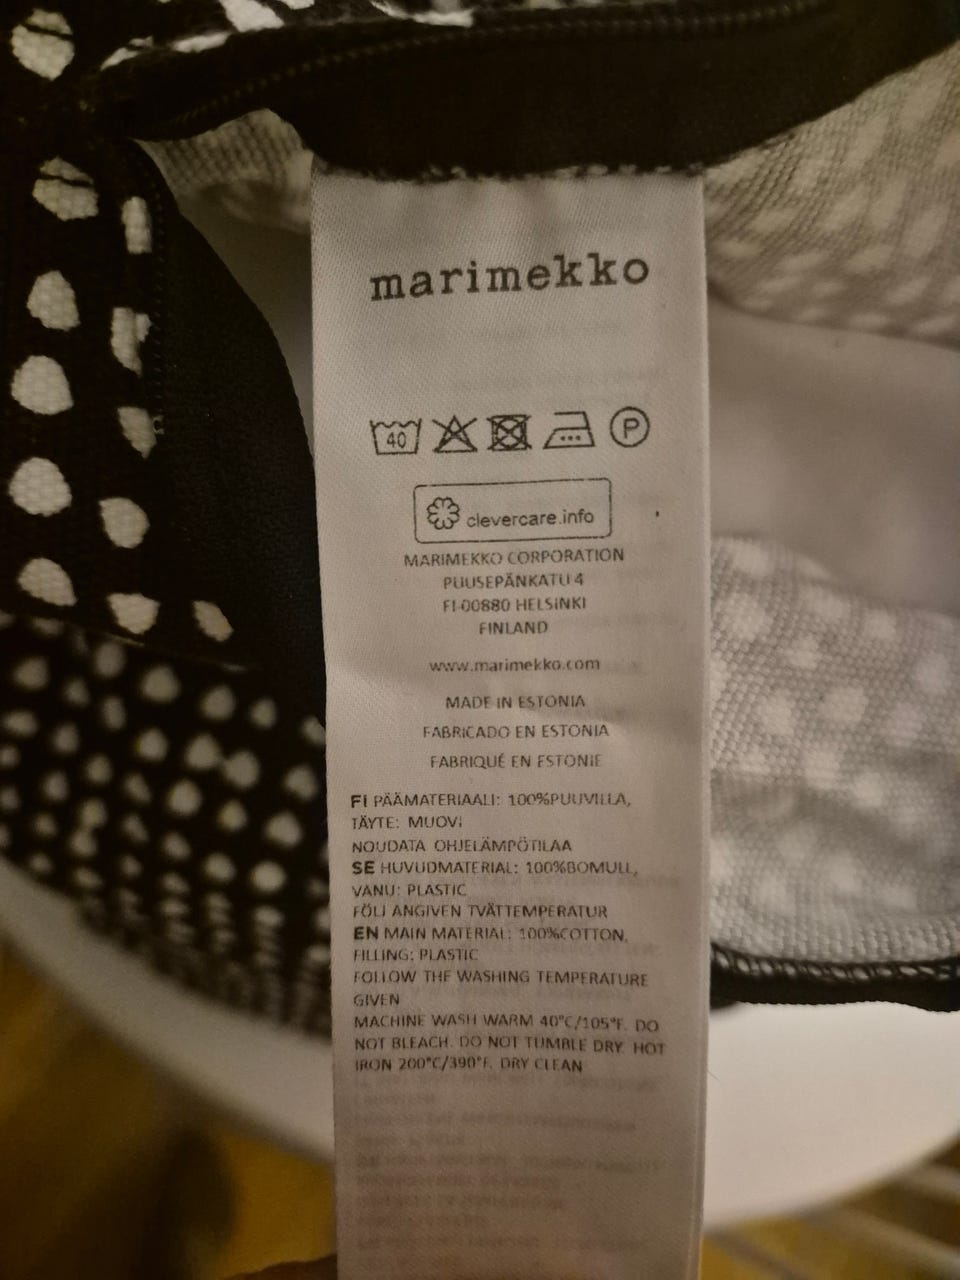 marimekko
40 P
clevercare.info
MARIMEKKO CORPORATION
PUUSEPÄNKATU 4
FI-00880 HELSINKI
FINLAND
www.marimekko.com
MADE IN ESTONIA
FABRICADO EN ESTONIA
FABRIQUÉ EN ESTONIE
FI PÄÄMATERIAALI: 100%PUUVILLA,
TÄYTE: MUOVI
NOUDATA OHJELÄMPÖTILAA
SE HUVUDMATERIAL: 100%BOMULL,
VANU: PLASTIC
FÖLJ ANGIVEN TVÄTTEMPERATUR
EN MAIN MATERIAL: 100%COTTON,
FILLING: PLASTIC
FOLLOW THE WASHING TEMPERATURE
GIVEN
MACHINE WASH WARM 40°C/105°F. DO
NOT BLEACH. DO NOT TUMBLE DRY. HOT
IRON 200°C/390°F. DRY CLEAN